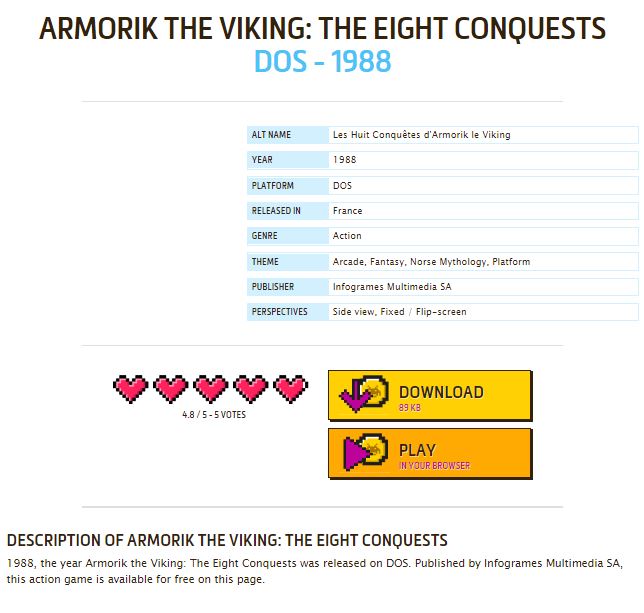 ARMORIK THE VIKING: THE EIGHT CONQUESTS
DOS - 1988
ALT NAME Les Huit Conquêtes d'Armorik le Viking
YEAR 1988
PLATFORM DOS
RELEASED IN France
GENRE Action
THEME Arcade, Fantasy, Norse Mythology, Platform
PUBLISHER Infogrames Multimedia SA
PERSPECTIVES Side view, Fixed / Flip-screen
4.8 / 5 - 5 VOTES
DOWNLOAD
89 KB
PLAY
IN YOUR BROWSER
DESCRIPTION OF ARMORIK THE VIKING: THE EIGHT CONQUESTS
1988, the year Armorik the Viking: The Eight Conquests was released on DOS. Published by Infogrames Multimedia SA,
this action game is available for free on this page.